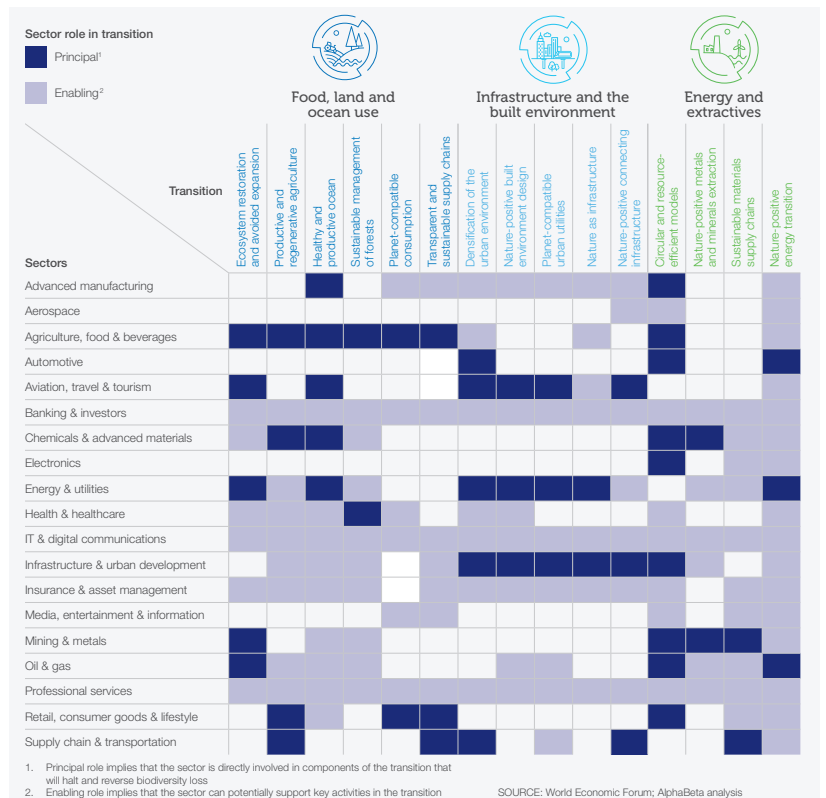 Sector role in transition
Principal1
Enabling2
Food, land and
ocean use
Infrastructure and the
built environment
Energy and
extractives
Transition
Sectors
Ecosystem restoration
and avoided expansion
Productive and
regenerative agriculture
Healthy and
productive ocean
Sustainable management
of forests
Planet-compatible
consumption
Transparent and
sustainable supply chains
Densification of the
urban environment
Nature-positive built
environment design
Planet-compatible
urban utilities
Nature as infrastructure
Nature-positive connecting
infrastructure
Circular and resource-
efficient models
Nature-positive metals
and minerals extraction
Sustainable materials
supply chains
Nature-positive
energy transition
Advanced manufacturing
Aerospace
Agriculture, food & beverages
Automotive
Aviation, travel & tourism
Banking & investors
Chemicals & advanced materials
Electronics
Energy & utilities
Health & healthcare
IT & digital communications
Infrastructure & urban development
Insurance & asset management
Media, entertainment & information
Mining & metals
Oil & gas
Professional services
Retail, consumer goods & lifestyle
Supply chain & transportation
1. Principal role implies that the sector is directly involved in components of the transition that
will halt and reverse biodiversity loss
2. Enabling role implies that the sector can potentially support key activities in the transition
SOURCE: World Economic Forum; AlphaBeta analysis